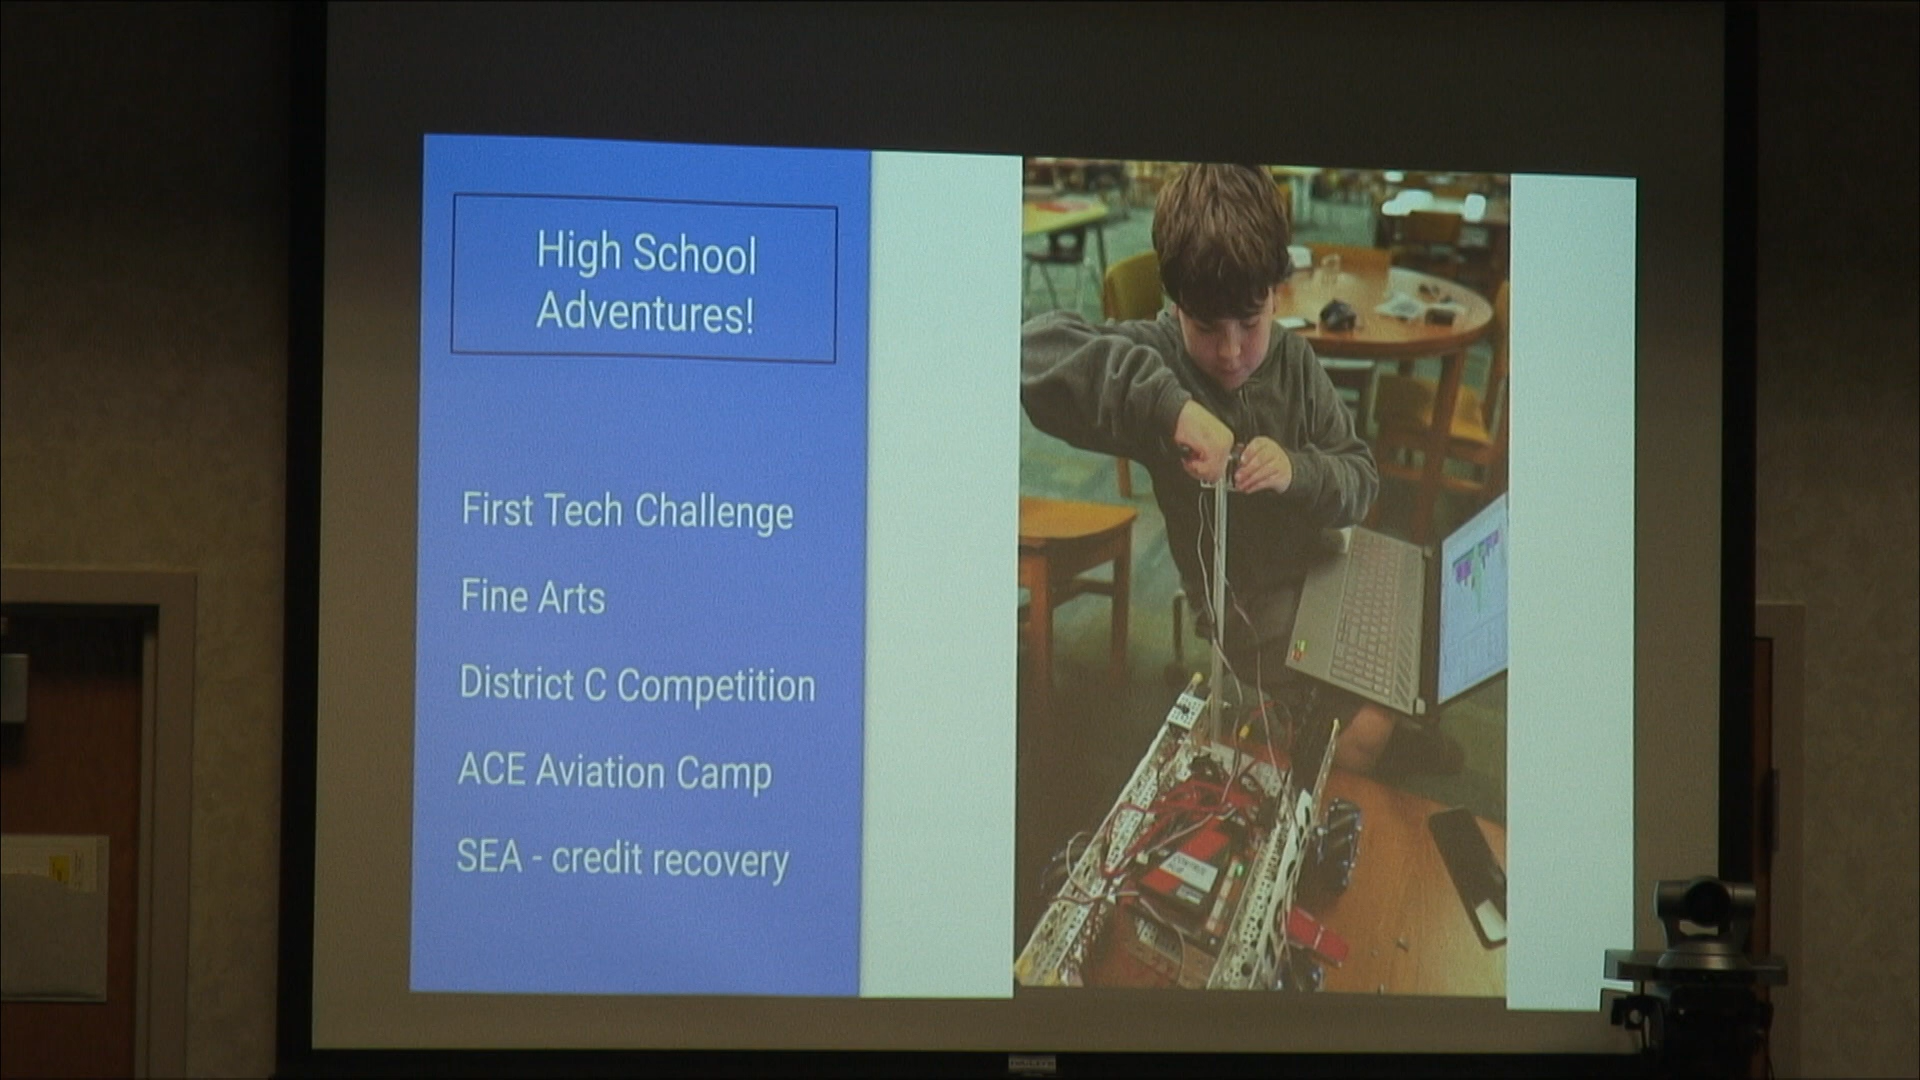 High School
Adventures!
First Tech Challenge
Fine Arts
District C Competition
ACE Aviation Camp
SEA - credit recovery